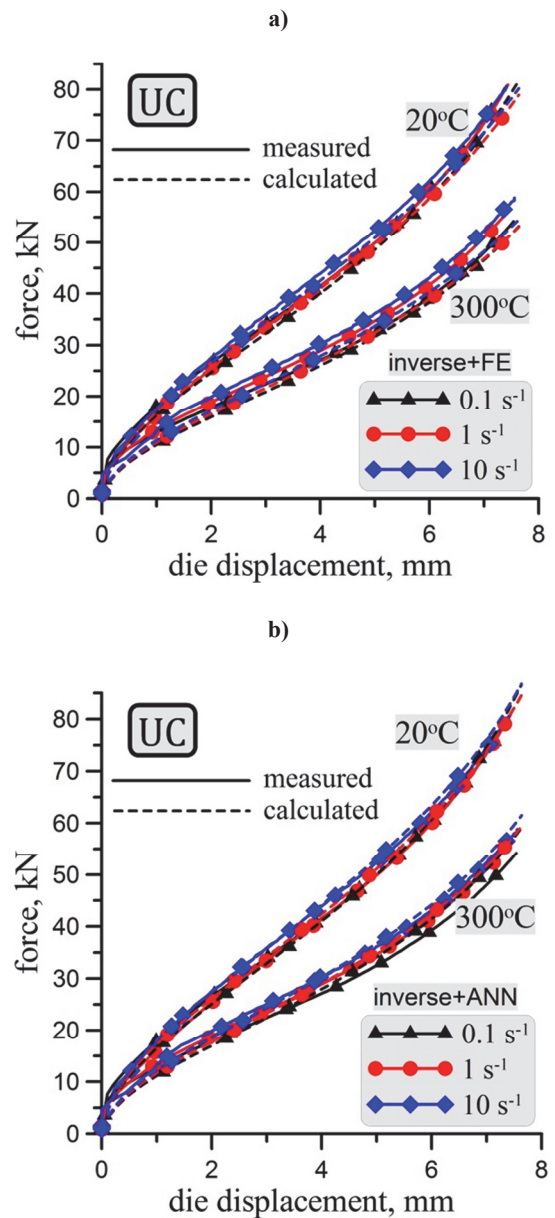 a)
80
70
60
50
40
30
20
10
0
force, kN
UC
measured
calculated
20°C
300°C
inverse+FE
0.1 s⁻¹
1 s⁻¹
10 s⁻¹
0 2 4 6 8
die displacement, mm
b)
80
70
60
50
40
30
20
10
0
force, kN
UC
measured
calculated
20°C
300°C
inverse+ANN
0.1 s⁻¹
1 s⁻¹
10 s⁻¹
0 2 4 6 8
die displacement, mm